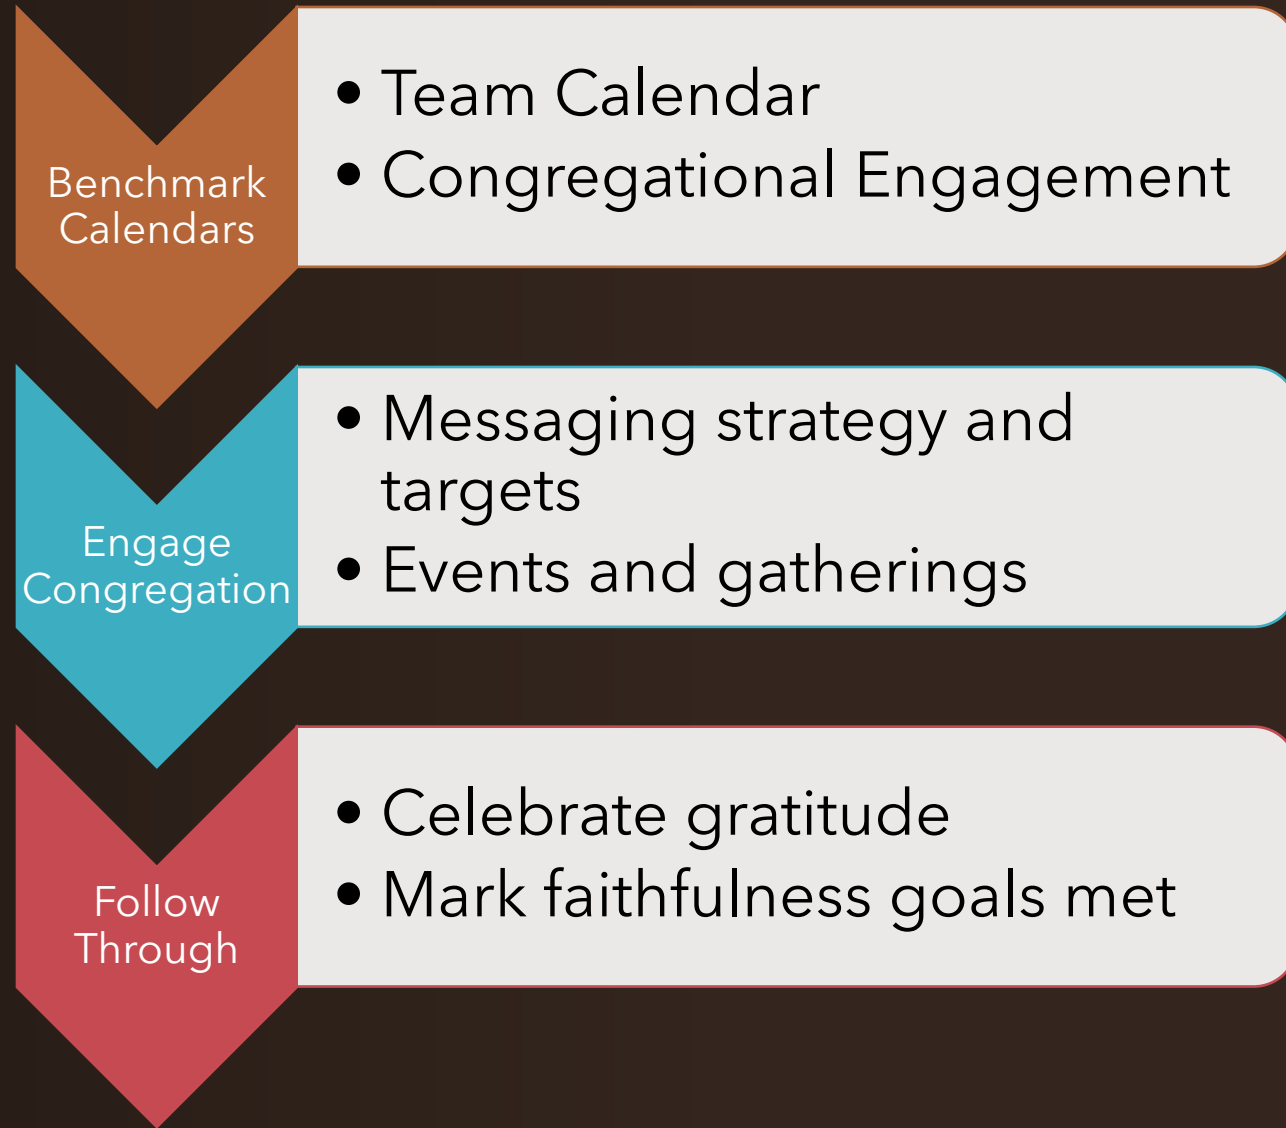 Benchmark
Calendars
• Team Calendar
• Congregational Engagement
Engage
Congregation
• Messaging strategy and
targets
• Events and gatherings
Follow
Through
• Celebrate gratitude
• Mark faithfulness goals met